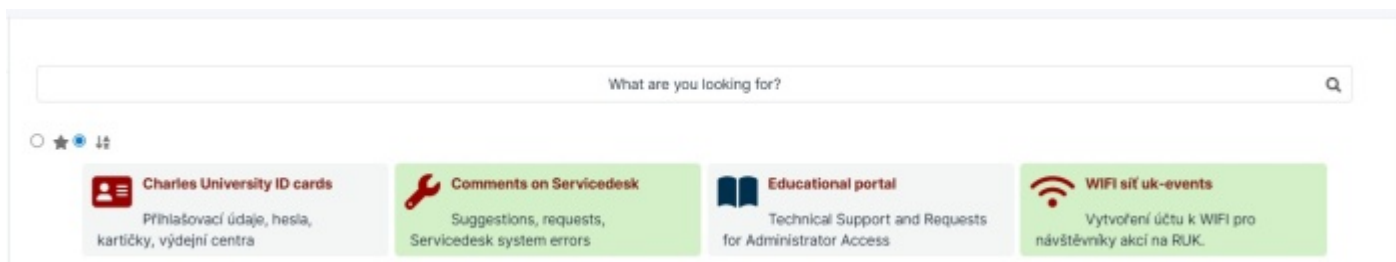 What are you looking for?
Charles University ID cards
Přihlašovací údaje, hesla,
kartičky, výdejní centra
Comments on Servicedesk
Suggestions, requests,
Servicedesk system errors
Educational portal
Technical Support and Requests
for Administrator Access
WIFI síť uk-events
Vytvoření účtu k WIFI pro
návštěvníky akcí na RUK.